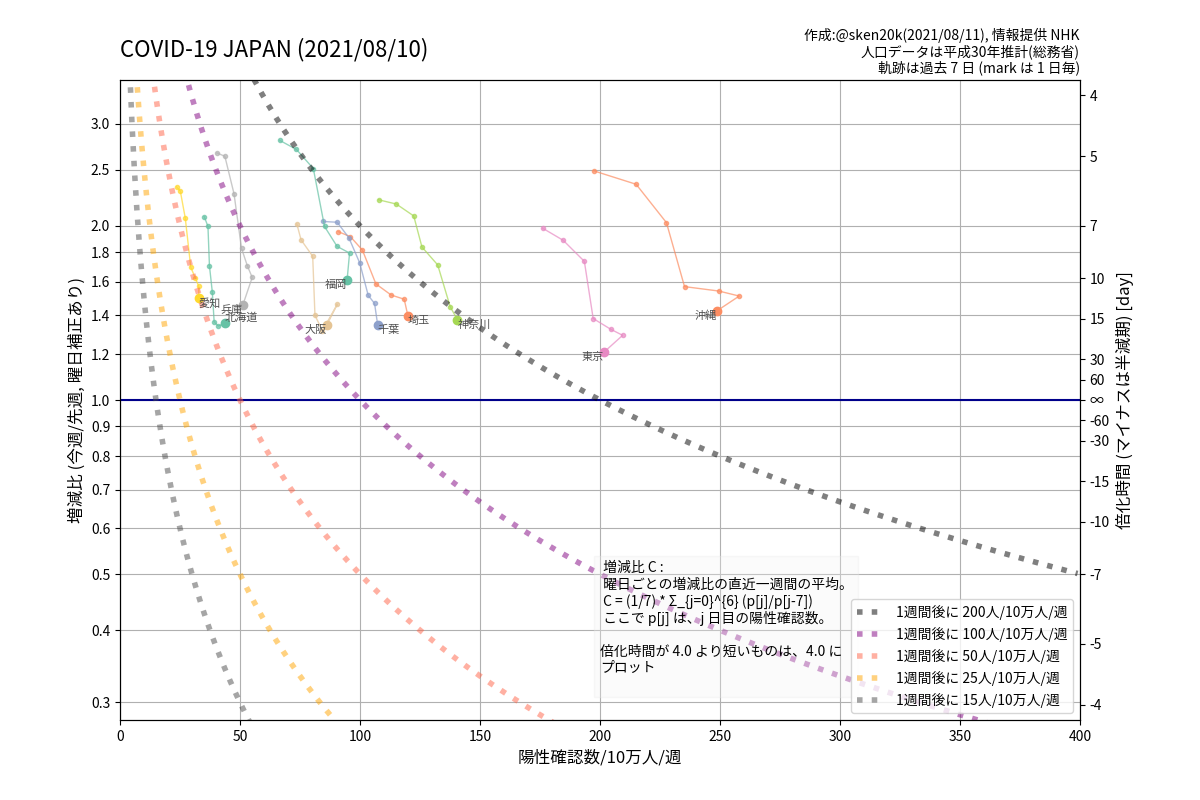 COVID-19 JAPAN (2021/08/10)
作成:@sken20k(2021/08/11), 情報提供 NHK
人口データは平成30年推計(総務省)
軌跡は過去 7 日 (mark は 1 日毎)
増減比 (今週/先週, 曜日補正あり)
3.0
2.5
2.0
1.8
1.6
1.4
1.2
1.0
0.9
0.8
0.7
0.6
0.5
0.4
0.3
愛知
兵庫
北海道
福岡
大阪
千葉
埼玉
神奈川
東京
沖縄
増減比 C :
曜日ごとの増減比の直近一週間の平均。
C = (1/7) * Σ_{j=0}^{6} (p[j]/p[j-7])
ここで p[j] は、j 日目の陽性確認数。
倍化時間が 4.0 より短いものは、4.0 に
プロット
1週間後に 200人/10万人/週
1週間後に 100人/10万人/週
1週間後に 50人/10万人/週
1週間後に 25人/10万人/週
1週間後に 15人/10万人/週
4
5
7
10
15
30
60
∞
-60
-30
-15
-10
-7
-5
-4
倍化時間 (マイナスは半減期) [day]
0
50
100
150
200
250
300
350
400
陽性確認数/10万人/週